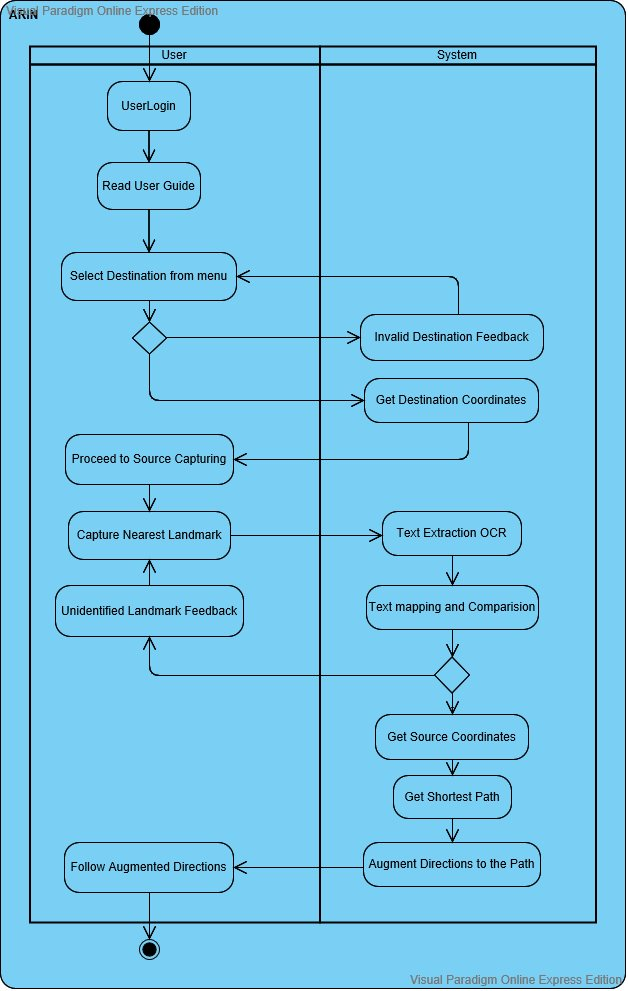 Visual Paradigm Online Express Edition
ARIN
User
System
UserLogin
Read User Guide
Select Destination from menu
Invalid Destination Feedback
Get Destination Coordinates
Proceed to Source Capturing
Capture Nearest Landmark
Text Extraction OCR
Unidentified Landmark Feedback
Text mapping and Comparision
Get Source Coordinates
Get Shortest Path
Follow Augmented Directions
Augment Directions to the Path
Visual Paradigm Online Express Edition